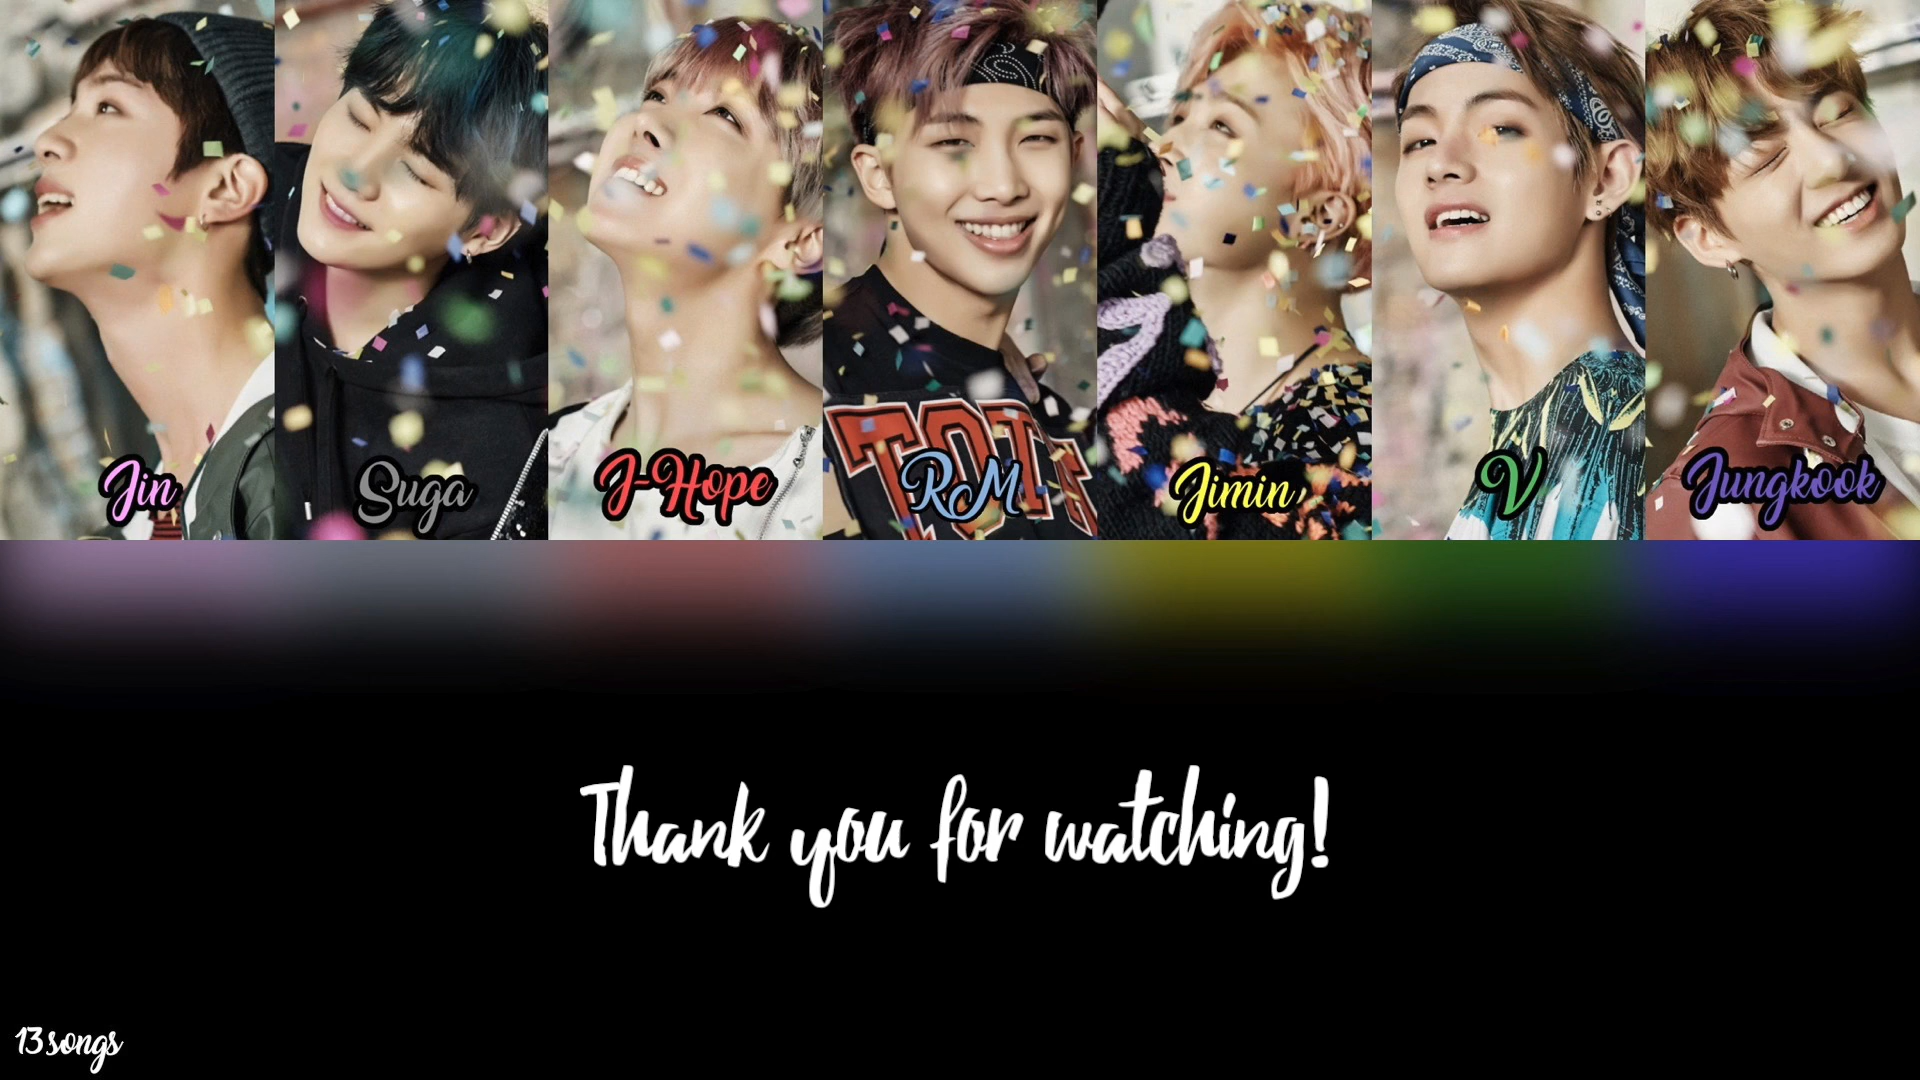 Jin
Suga
J-Hope
RM
Jimin
V
Jungkook
Thank you for watching!
13songs